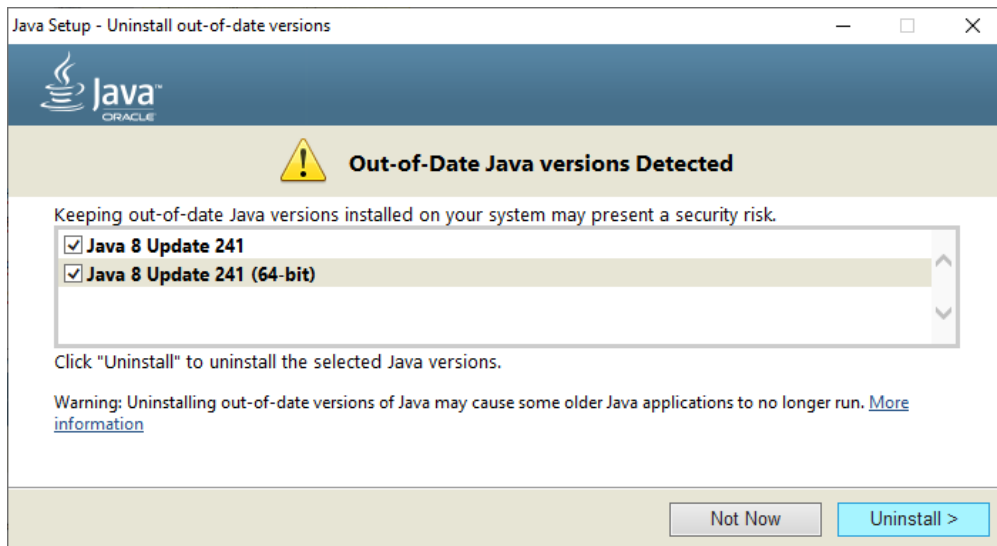 Java Setup - Uninstall out-of-date versions
Java™
ORACLE
Out-of-Date Java versions Detected
Keeping out-of-date Java versions installed on your system may present a security risk.
Java 8 Update 241
Java 8 Update 241 (64-bit)
Click "Uninstall" to uninstall the selected Java versions.
Warning: Uninstalling out-of-date versions of Java may cause some older Java applications to no longer run. More
information
Not Now
Uninstall >